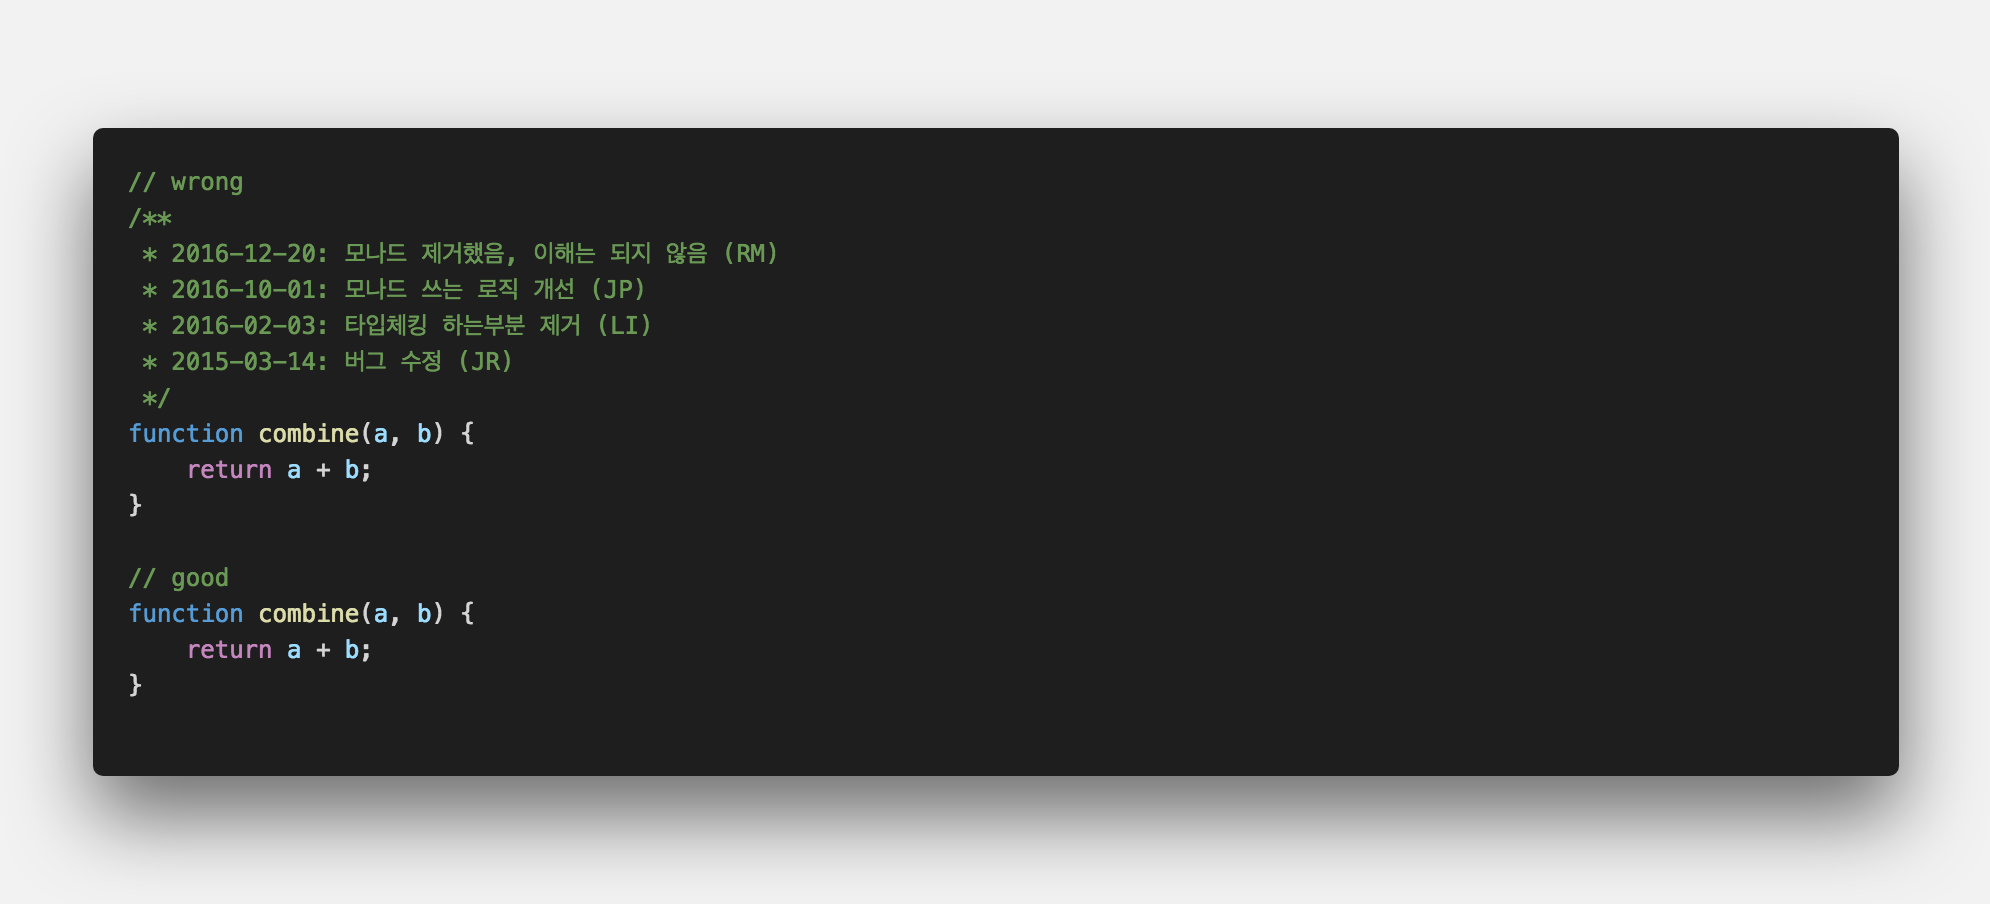 // wrong
/**
 * 2016-12-20: 모나드 제거했음, 이해는 되지 않음 (RM)
 * 2016-10-01: 모나드 쓰는 로직 개선 (JP)
 * 2016-02-03: 타입체킹 하는부분 제거 (LI)
 * 2015-03-14: 버그 수정 (JR)
 */
function combine(a, b) {
    return a + b;
}

// good
function combine(a, b) {
    return a + b;
}